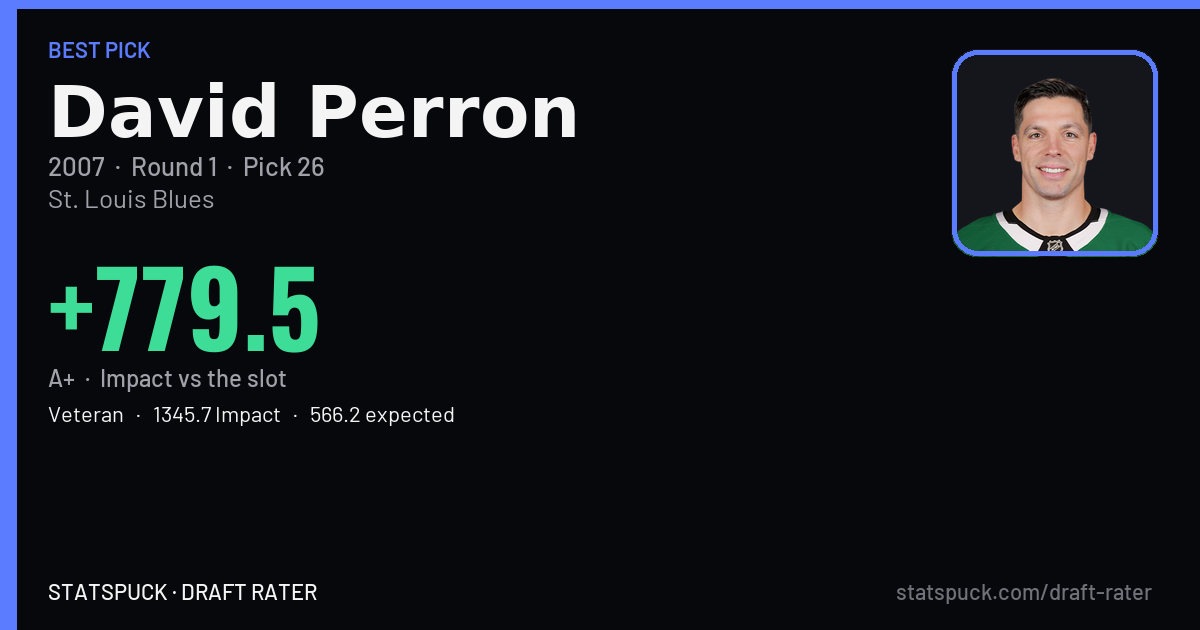 BEST PICK
David Perron
2007 · Round 1 · Pick 26
St. Louis Blues
+779.5
A+ · Impact vs the slot
Veteran · 1345.7 Impact · 566.2 expected
STATSPUCK · DRAFT RATER
statspuck.com/draft-rater